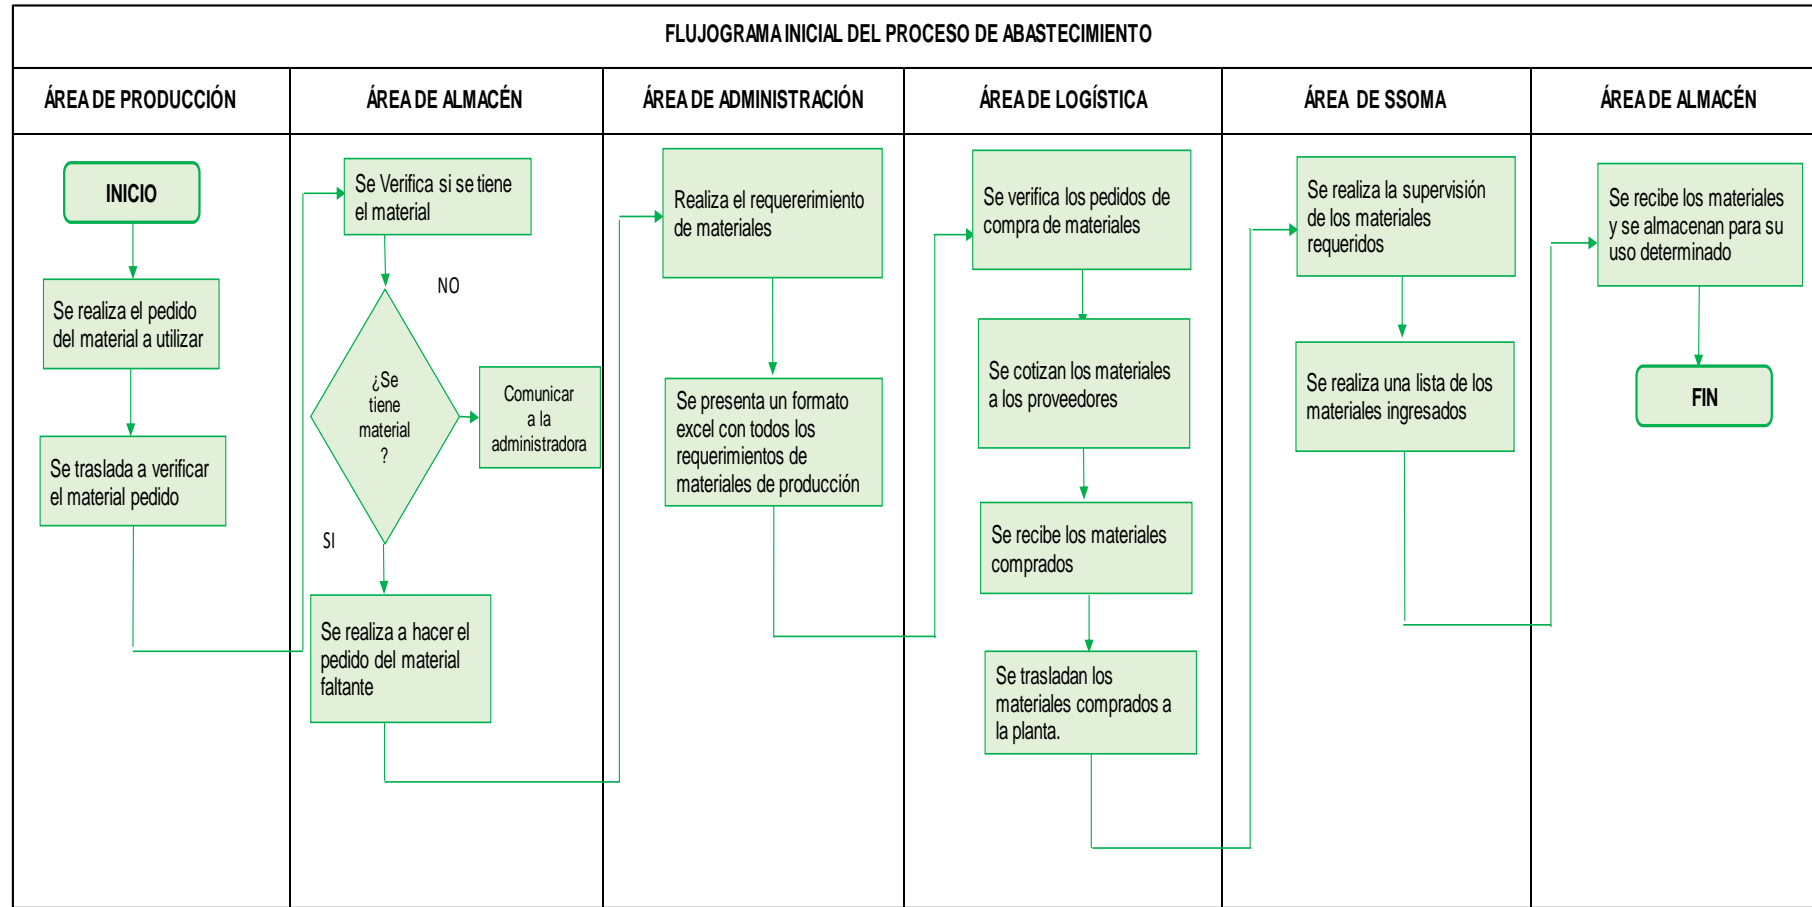 FLUJOGRAMA INICIAL DEL PROCESO DE ABASTECIMIENTO
ÁREA DE PRODUCCIÓN
ÁREA DE ALMACÉN
ÁREA DE ADMINISTRACIÓN
ÁREA DE LOGÍSTICA
ÁREA DE SSOMA
ÁREA DE ALMACÉN
INICIO
Se realiza el pedido
del material a utilizar
Se traslada a verificar
el material pedido
Se Verifica si se tiene
el material
NO
¿Se
tiene
material
?
Comunicar
a la
administradora
SI
Se realiza a hacer el
pedido del material
faltante
Realiza el requererimiento
de materiales
Se presenta un formato
excel con todos los
requerimientos de
materiales de producción
Se verifica los pedidos de
compra de materiales
Se cotizan los materiales
a los proveedores
Se recibe los materiales
comprados
Se trasladan los
materiales comprados a
la planta.
Se realiza la supervisión
de los materiales
requeridos
Se realiza una lista de los
materiales ingresados
Se recibe los materiales
y se almacenan para su
uso determinado
FIN